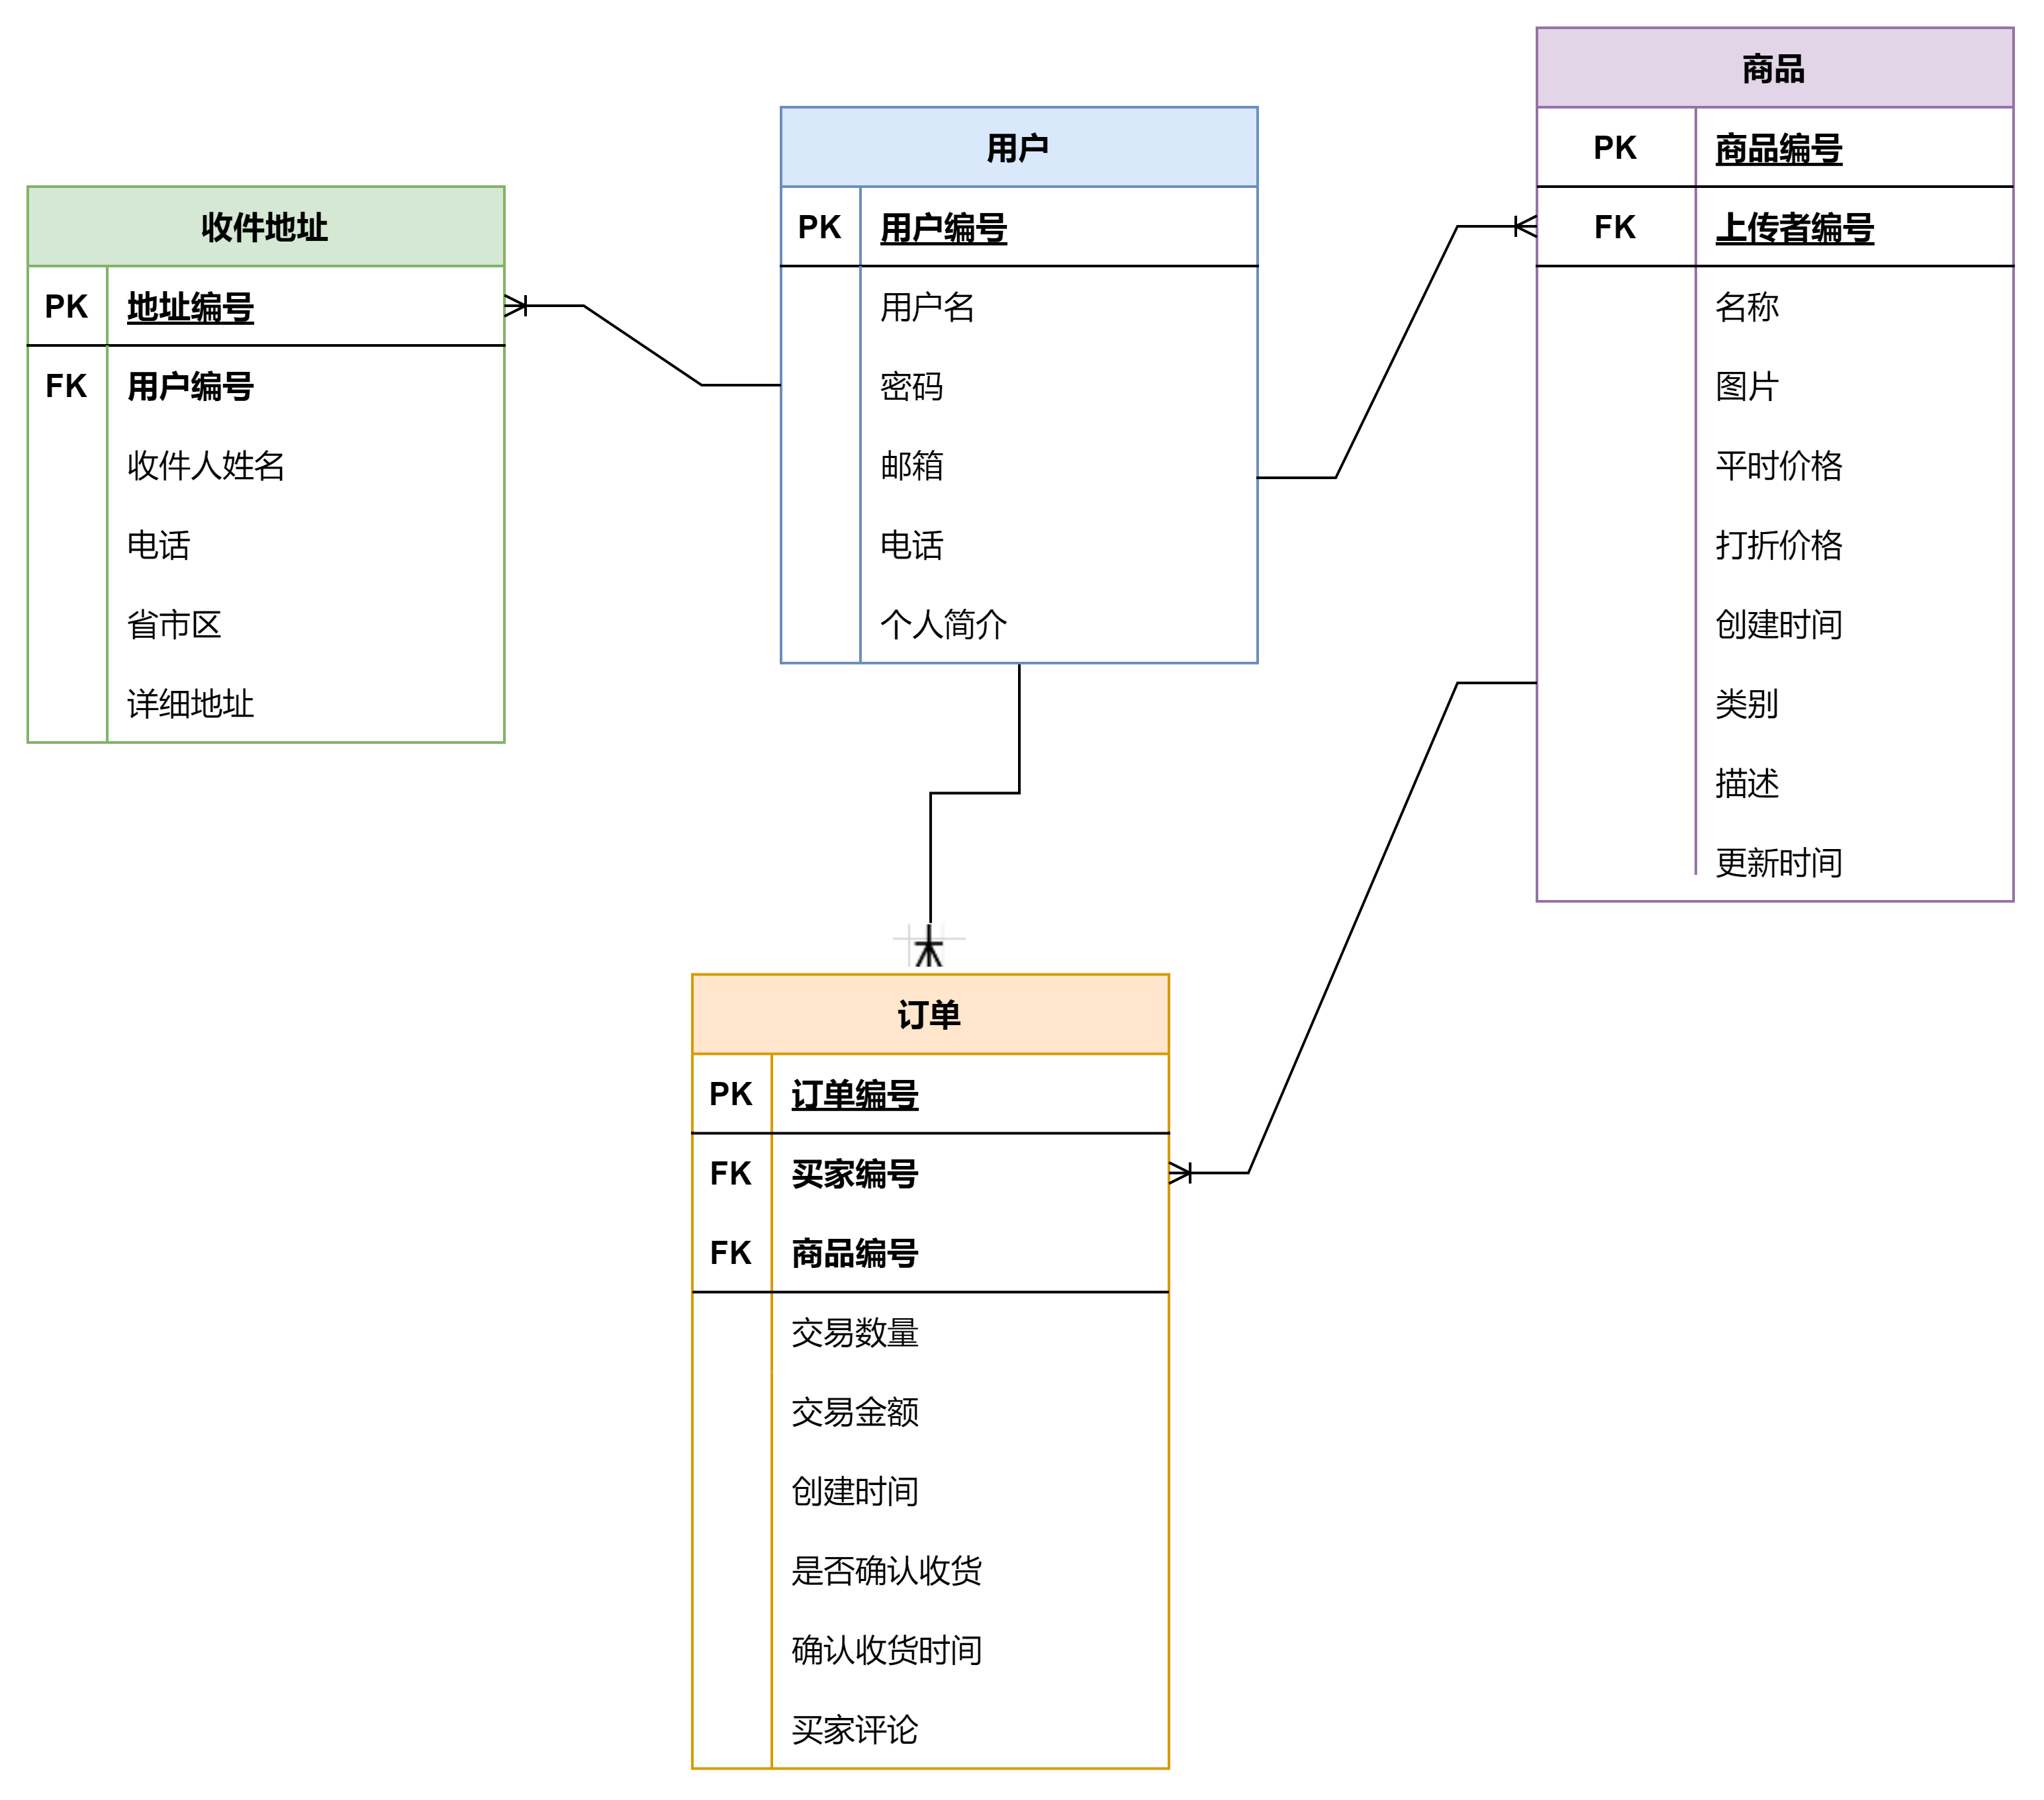 收件地址
PK 地址编号
FK 用户编号
收件人姓名
电话
省市区
详细地址
用户
PK 用户编号
用户名
密码
邮箱
电话
个人简介
商品
PK 商品编号
FK 上传者编号
名称
图片
平时价格
打折价格
创建时间
类别
描述
更新时间
订单
PK 订单编号
FK 买家编号
FK 商品编号
交易数量
交易金额
创建时间
是否确认收货
确认收货时间
买家评论